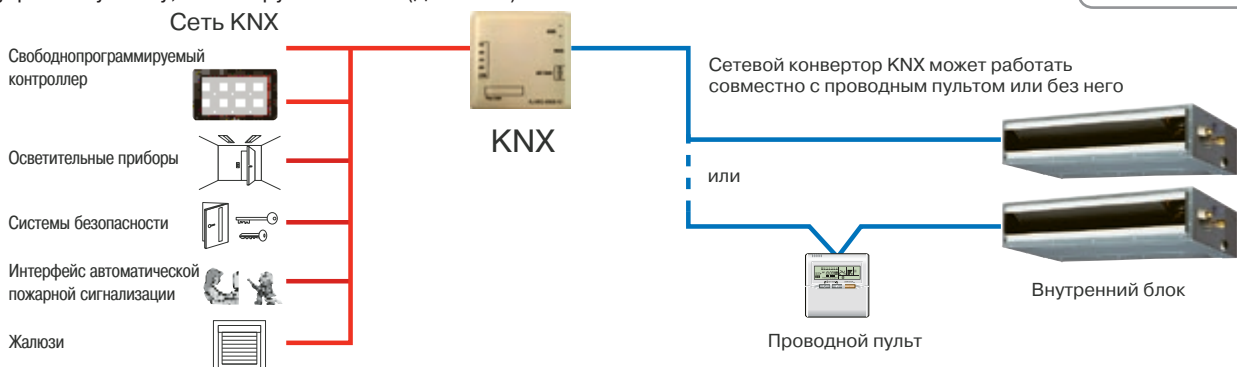 Сеть KNX
Свободнопрограммируемый
контроллер
Осветительные приборы
Системы безопасности
Интерфейс автоматической
пожарной сигнализации
Жалюзи
KNX
Сетевой конвертор KNX может работать
совместно с проводным пультом или без него
или
Проводной пульт
Внутренний блок